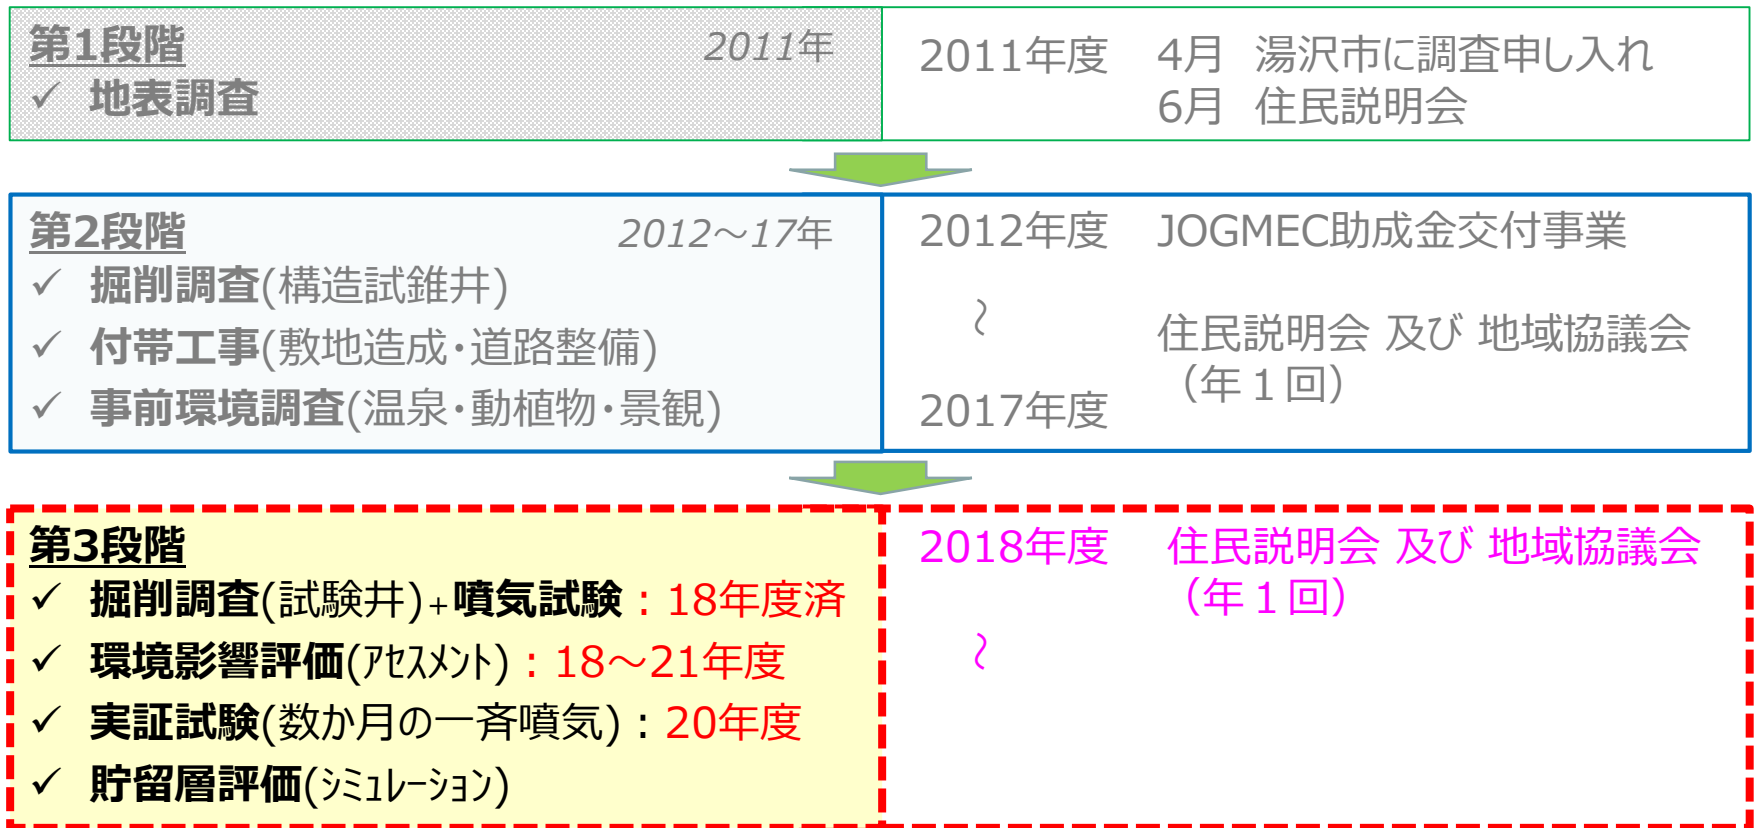 第1段階 2011年
✓ 地表調査
2011年度 4月 湯沢市に調査申し入れ
6月 住民説明会
第2段階 2012～17年
✓ 掘削調査(構造試錐井)
✓ 付帯工事(敷地造成・道路整備)
✓ 事前環境調査(温泉・動植物・景観)
2012年度 JOGMEC助成金交付事業
～
住民説明会 及び 地域協議会
（年１回）
2017年度
第3段階
✓ 掘削調査(試験井)+噴気試験：18年度済
✓ 環境影響評価(ｱｾｽﾒﾝﾄ)：18～21年度
✓ 実証試験(数か月の一斉噴気)：20年度
✓ 貯留層評価(ｼﾐｭﾚｰｼｮﾝ)
2018年度 住民説明会 及び 地域協議会
（年１回）
～